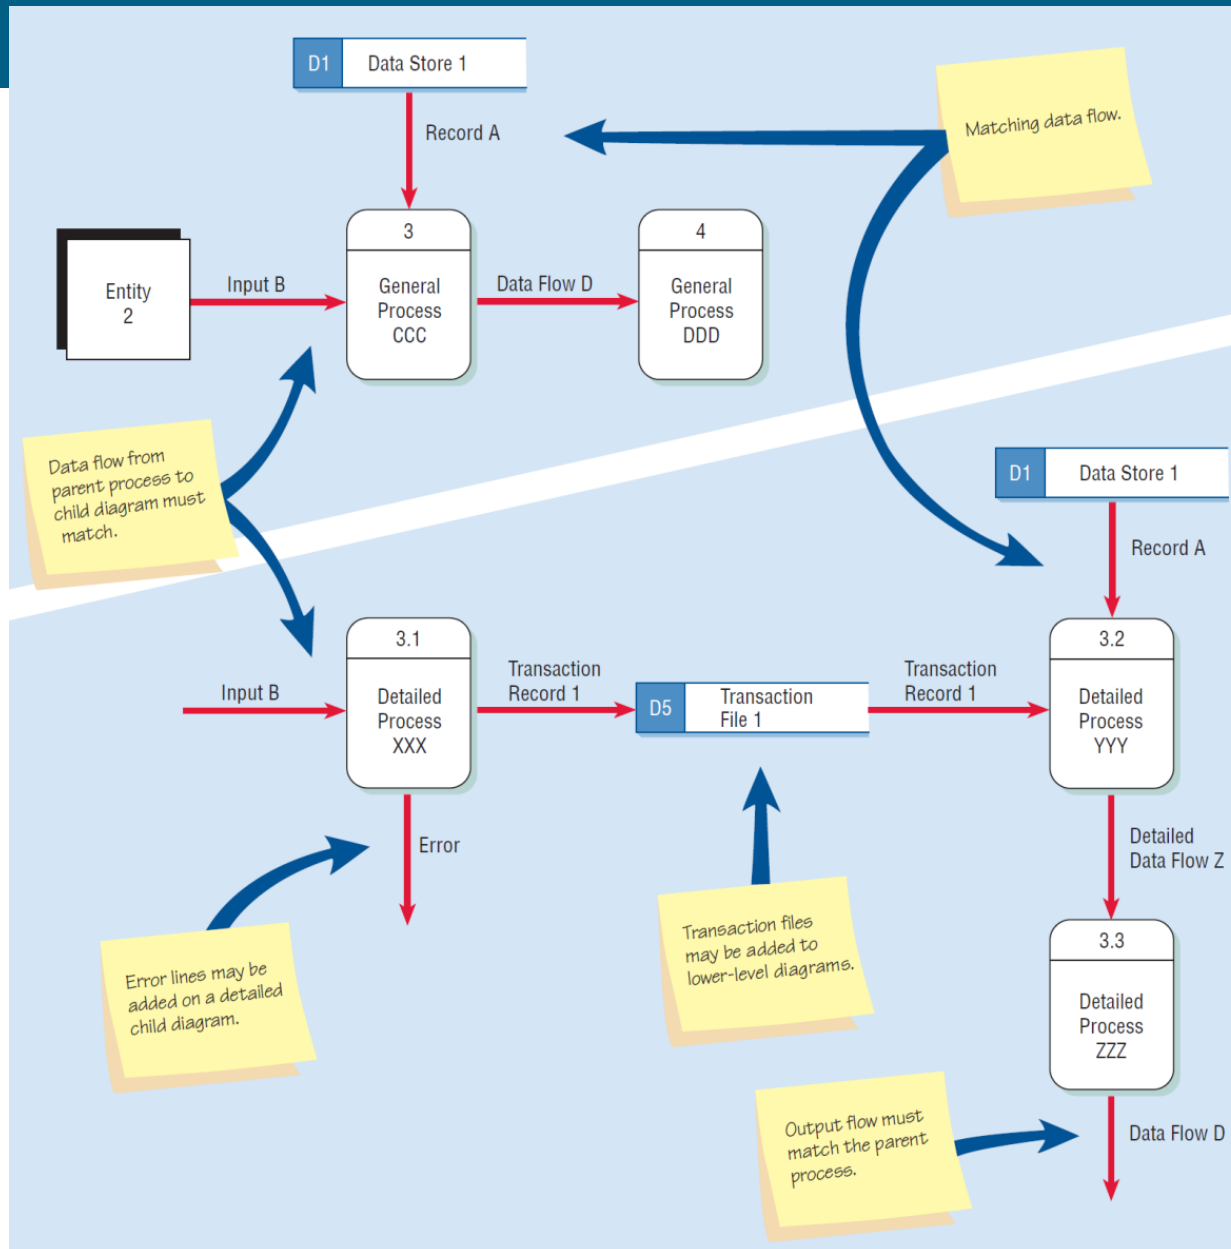 D1 Data Store 1
Record A
Matching data flow.
3
General
Process
CCC
4
General
Process
DDD
Entity
2
Input B
Data Flow D
Data flow from
parent process to
child diagram must
match.
D1 Data Store 1
Record A
3.1
Detailed
Process
XXX
Input B
Transaction
Record 1
D5 Transaction
File 1
Transaction
Record 1
3.2
Detailed
Process
YYY
Error
Detailed
Data Flow Z
Error lines may be
added on a detailed
child diagram.
Transaction files
may be added to
lower-level diagrams.
3.3
Detailed
Process
ZZZ
Output flow must
match the parent
process.
Data Flow D